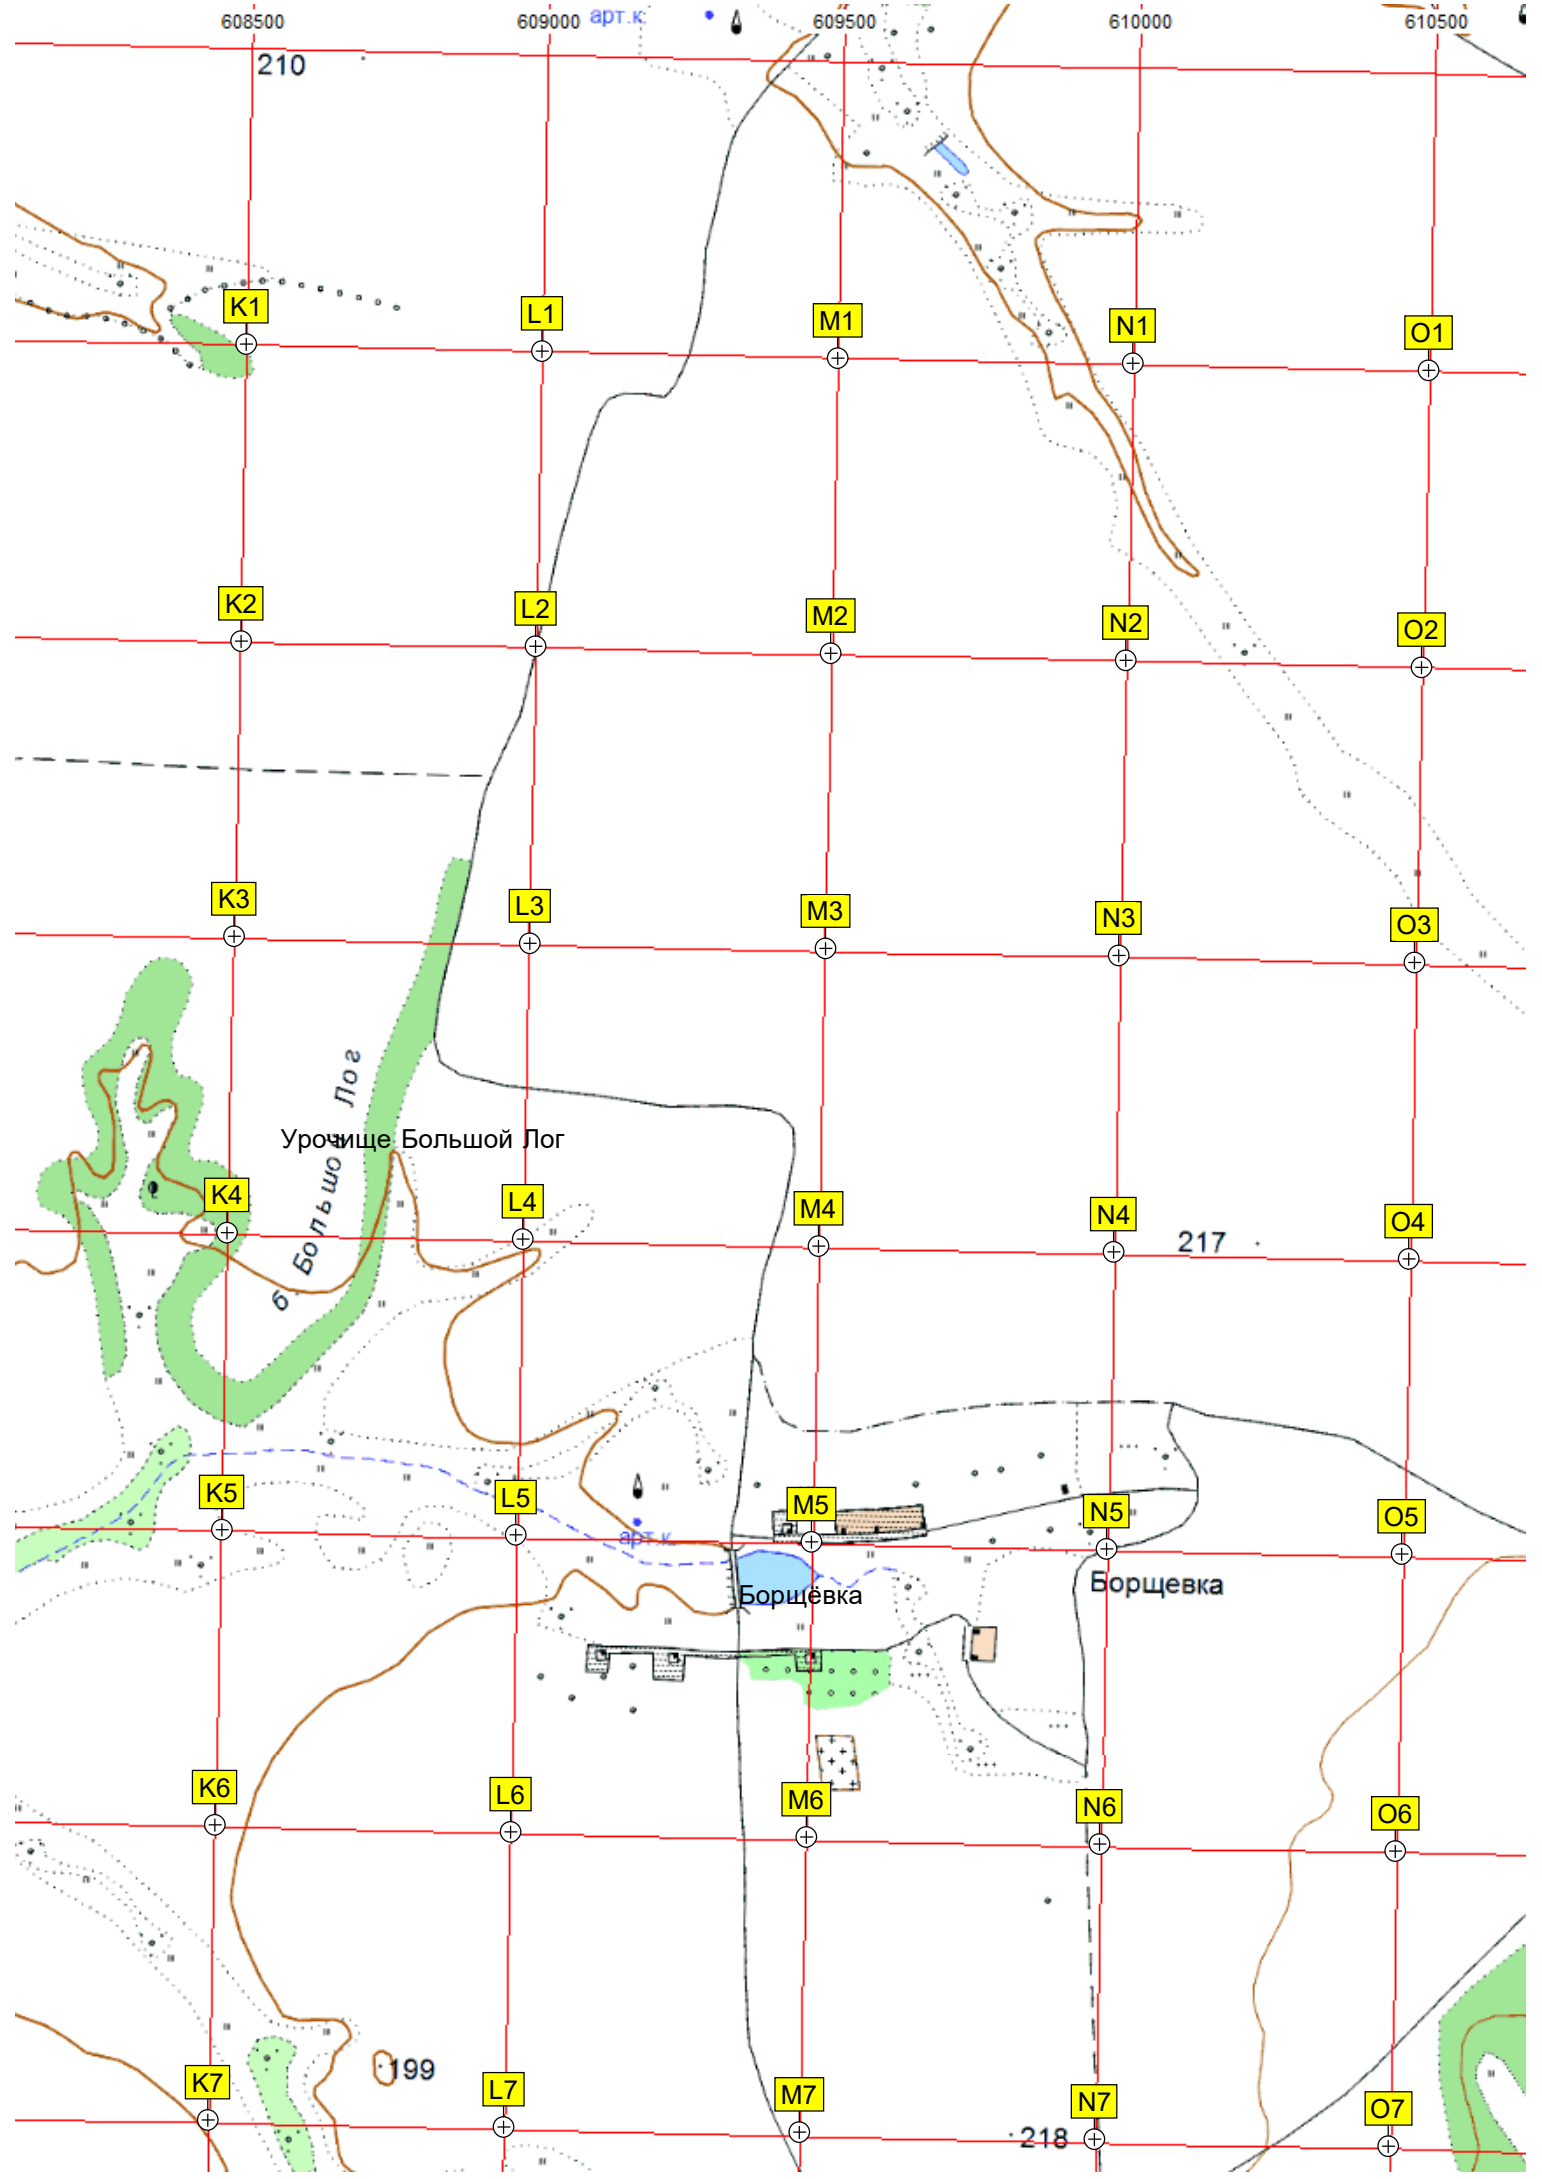 608500 609000 арт.к. 609500 610000 610500
210
K1 L1 M1 N1 O1
K2 L2 M2 N2 O2
K3 L3 M3 N3 O3
б. Большой Лог
Урочище Большой Лог
K4 L4 M4 N4 217 O4
K5 L5 M5 N5 O5
арт.к.
Борщёвка Борщевка
K6 L6 M6 N6 O6
199
K7 L7 M7 N7 O7
218